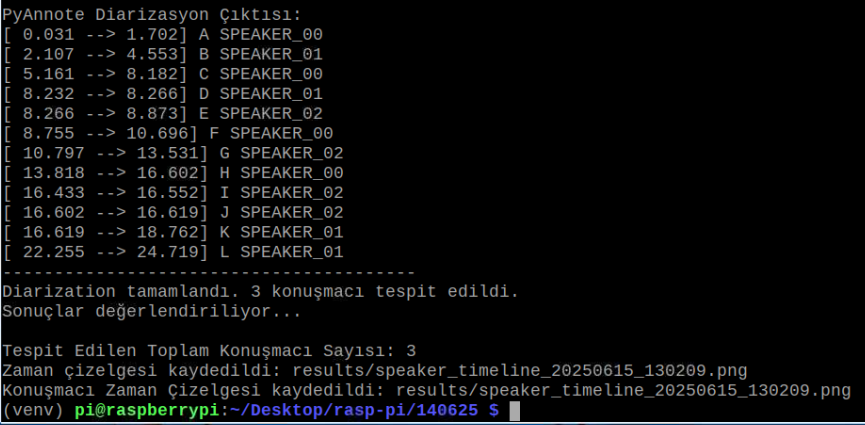 PyAnnote Diarizasyon Çıktısı:
[ 0.031 --> 1.702] A SPEAKER_00
[ 2.107 --> 4.553] B SPEAKER_01
[ 5.161 --> 8.182] C SPEAKER_00
[ 8.232 --> 8.266] D SPEAKER_01
[ 8.266 --> 8.873] E SPEAKER_02
[ 8.755 --> 10.696] F SPEAKER_00
[ 10.797 --> 13.531] G SPEAKER_02
[ 13.818 --> 16.602] H SPEAKER_00
[ 16.433 --> 16.552] I SPEAKER_02
[ 16.602 --> 16.619] J SPEAKER_02
[ 16.619 --> 18.762] K SPEAKER_01
[ 22.255 --> 24.719] L SPEAKER_01
----------------------------------------
Diarization tamamlandı. 3 konuşmacı tespit edildi.
Sonuçlar değerlendiriliyor...
Tespit Edilen Toplam Konuşmacı Sayısı: 3
Zaman çizelgesi kaydedildi: results/speaker_timeline_20250615_130209.png
Konuşmacı Zaman Çizelgesi kaydedildi: results/speaker_timeline_20250615_130209.png
(venv) pi@raspberrypi:~/Desktop/rasp-pi/140625 $